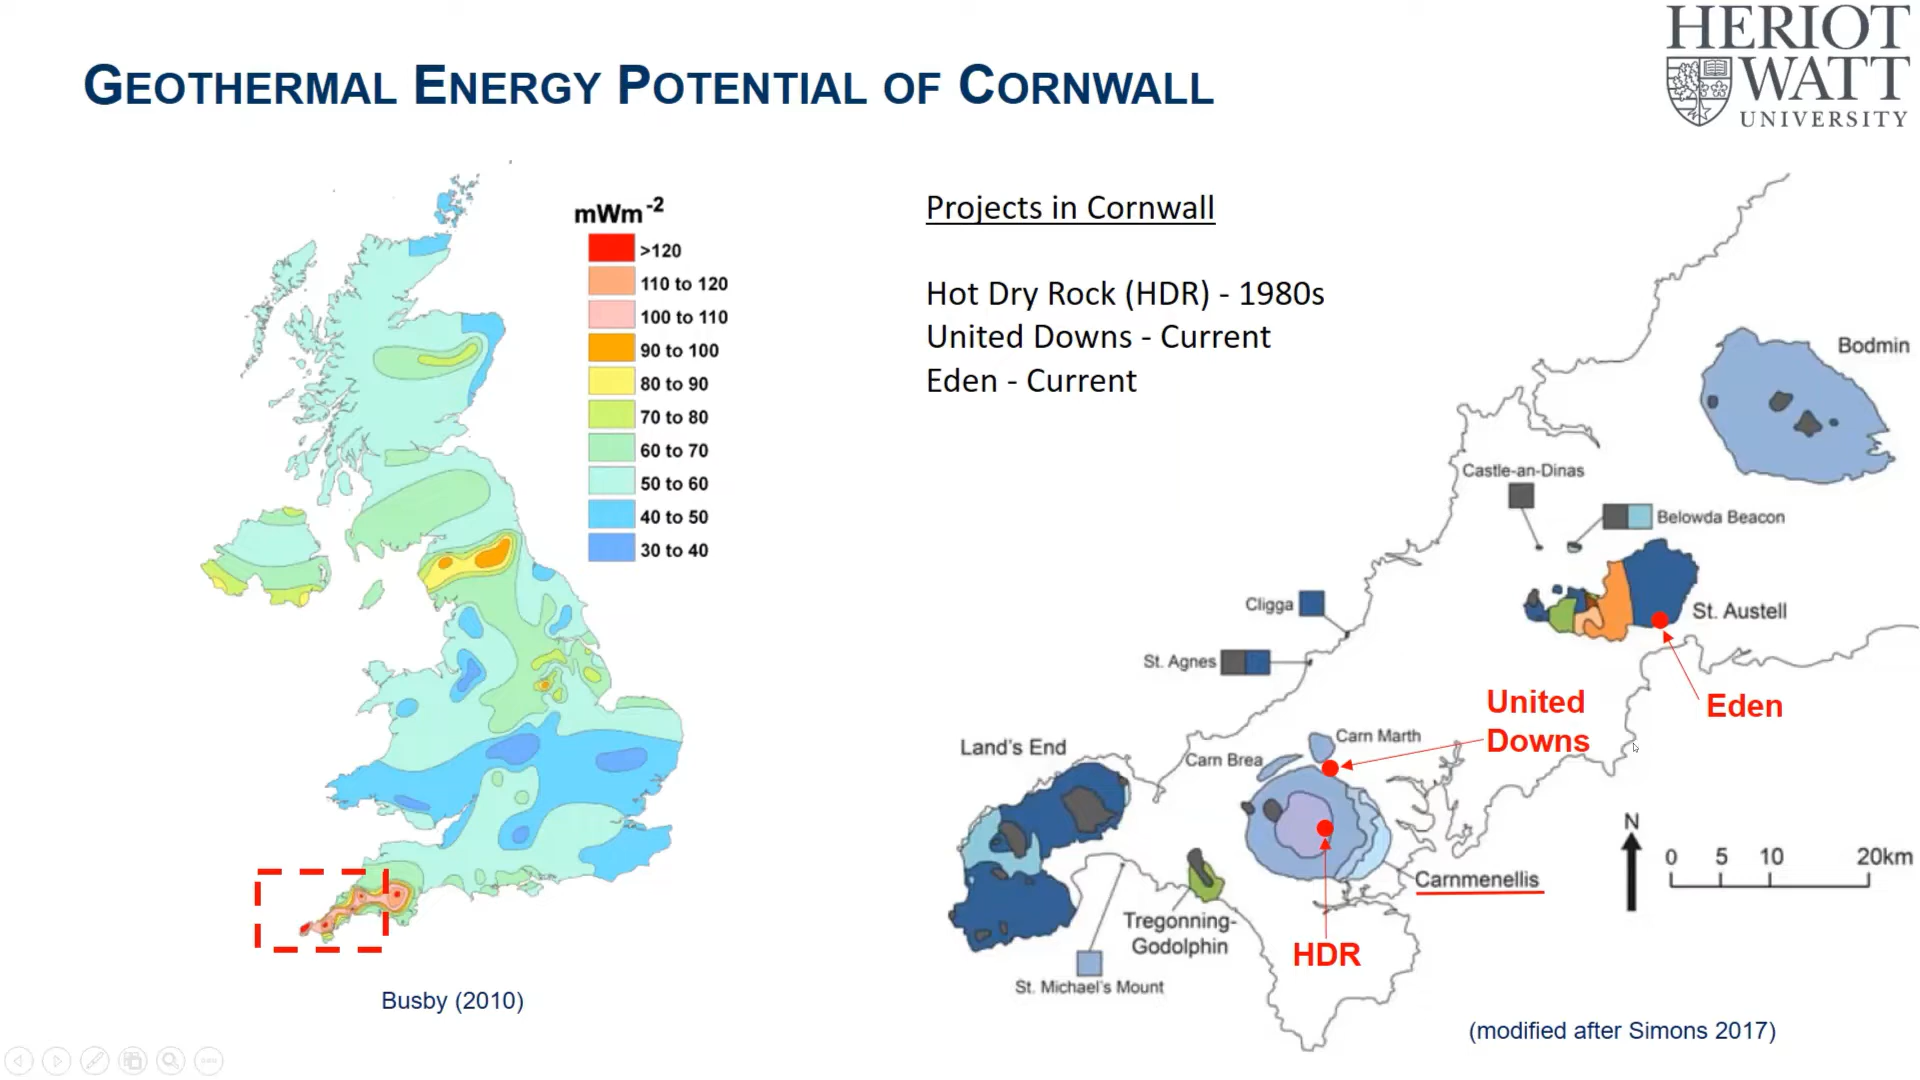 HERIOT
WATT
UNIVERSITY
GEOTHERMAL ENERGY POTENTIAL OF CORNWALL
mWm-2
>120
110 to 120
100 to 110
90 to 100
80 to 90
70 to 80
60 to 70
50 to 60
40 to 50
30 to 40
Busby (2010)
Projects in Cornwall
Hot Dry Rock (HDR) - 1980s
United Downs - Current
Eden - Current
Bodmin
Castle-an-Dinas
Belowda Beacon
Cligga
St. Austell
St. Agnes
United
Downs
Eden
Land's End
Carn Brea
Carn Marth
N
0 5 10 20km
Carnmenellis
Tregonning-
Godolphin
HDR
St. Michael's Mount
(modified after Simons 2017)